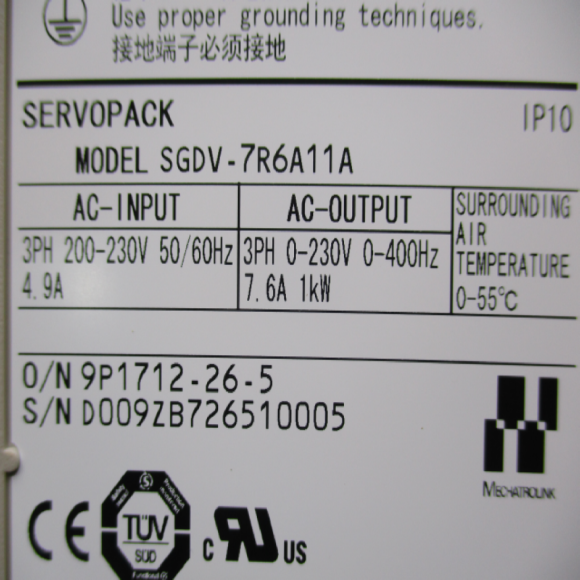 Use proper grounding techniques.
接地端子必须接地
SERVOPACK
IP10
MODEL SGDV-7R6A11A
AC-INPUT
3PH 200-230V 50/60Hz
4.9A
AC-OUTPUT
3PH 0-230V 0-400Hz
7.6A 1kW
SURROUNDING
AIR
TEMPERATURE
0-55℃
O/N 9P1712-26-5
S/N D009ZB726510005
MECHATROLINK
CE
TÜV
SÜD
c RU US